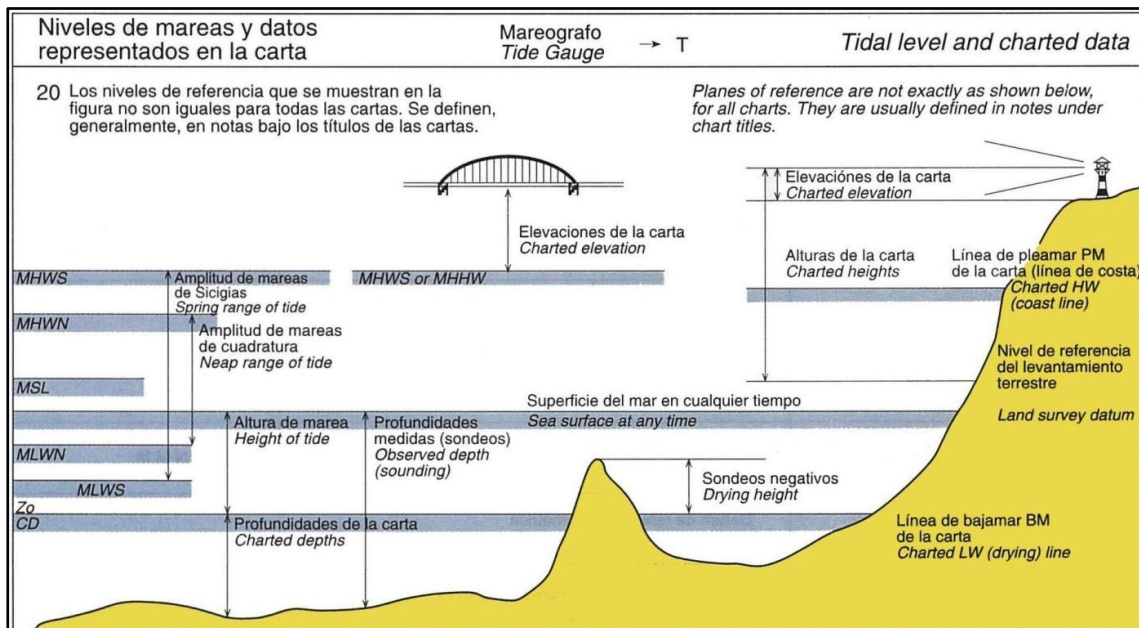 Niveles de mareas y datos
representados en la carta
Mareografo
Tide Gauge
→ T
Tidal level and charted data
20 Los niveles de referencia que se muestran en la
figura no son iguales para todas las cartas. Se definen,
generalmente, en notas bajo los títulos de las cartas.
Planes of reference are not exactly as shown below,
for all charts. They are usually defined in notes under
chart titles.
Elevaciónes de la carta
Charted elevation
Elevaciones de la carta
Charted elevation
Alturas de la carta
Charted heights
Línea de pleamar PM
de la carta (línea de costa)
Charted HW
(coast line)
MHWS
Amplitud de mareas
de Sicigias
Spring range of tide
MHWS or MHHW
MHWN
Amplitud de mareas
de cuadratura
Neap range of tide
MSL
Nivel de referencia
del levantamiento
terrestre
Land survey datum
Superficie del mar en cualquier tiempo
Sea surface at any time
Altura de marea
Height of tide
Profundidades
medidas (sondeos)
Observed depth
(sounding)
MLWN
MLWS
Sondeos negativos
Drying height
Zo
CD
Profundidades de la carta
Charted depths
Línea de bajamar BM
de la carta
Charted LW (drying) line